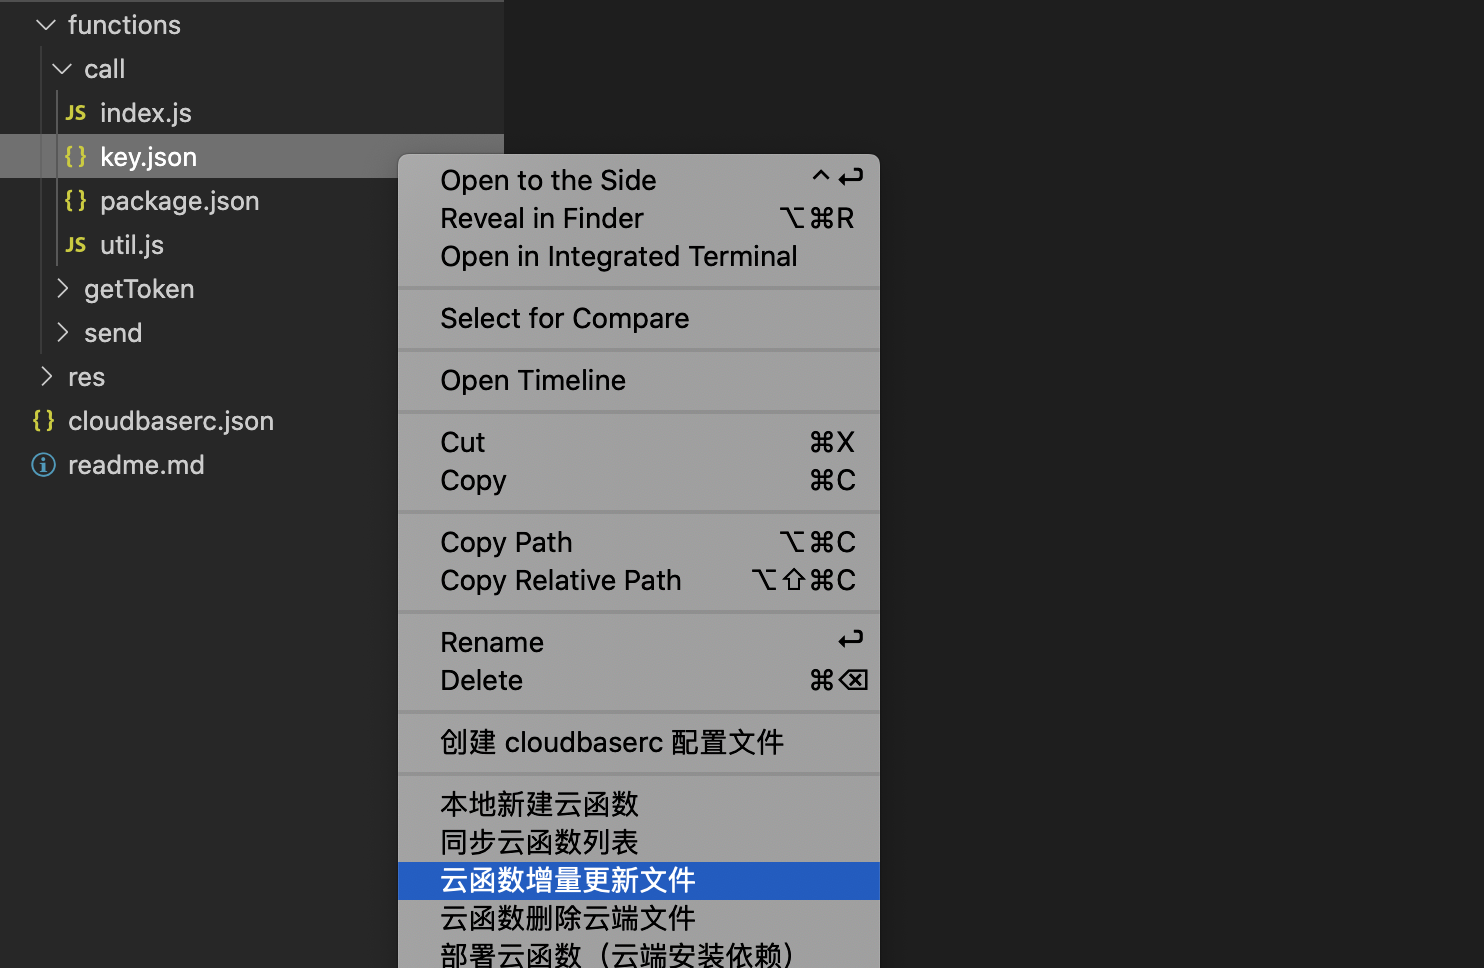 functions
call
JS index.js
{} key.json
{} package.json
JS util.js
getToken
send
res
{} cloudbaserc.json
readme.md
Open to the Side ⌃↩
Reveal in Finder ⌥⌘R
Open in Integrated Terminal
Select for Compare
Open Timeline
Cut ⌘X
Copy ⌘C
Copy Path ⌥⌘C
Copy Relative Path ⌥⇧⌘C
Rename ↩
Delete ⌘⌫
创建 cloudbaserc 配置文件
本地新建云函数
同步云函数列表
云函数增量更新文件
云函数删除云端文件
部署云函数（云端安装依赖）